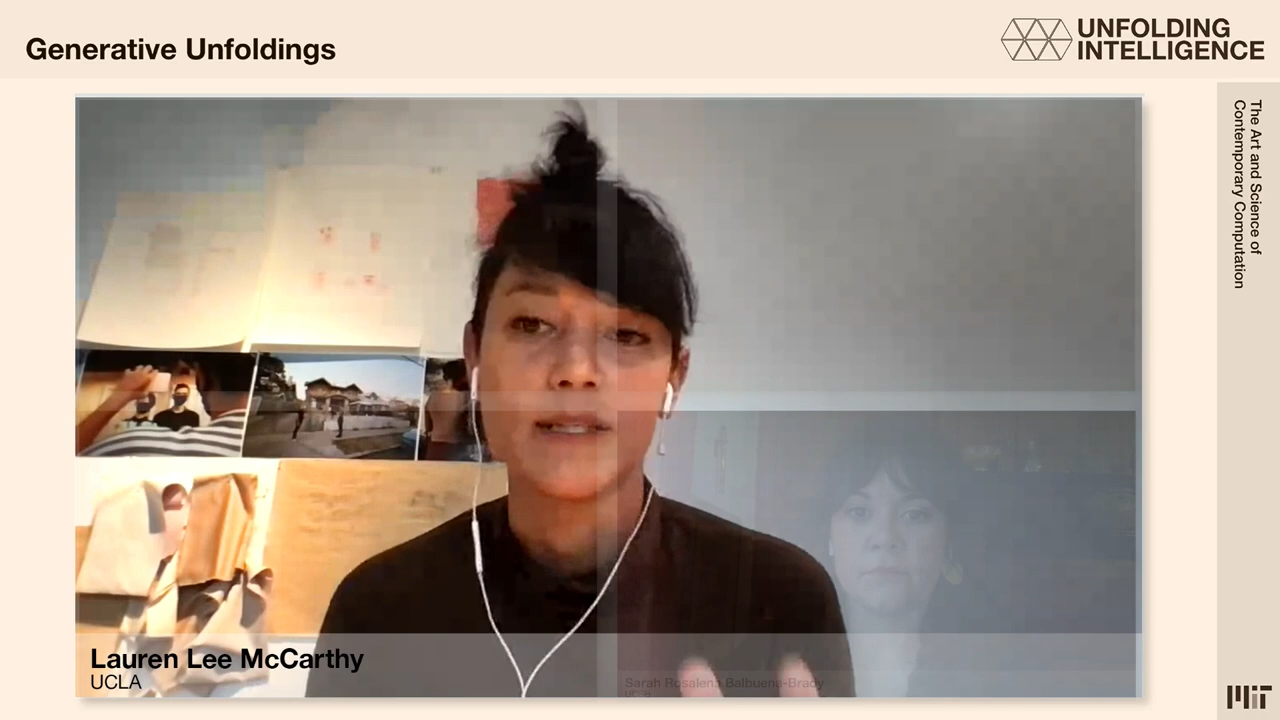 Generative Unfoldings
UNFOLDING
INTELLIGENCE
The Art and Science of
Contemporary Computation
Lauren Lee McCarthy
UCLA
Sarah Rosalena Balbuena-Brady
MIT